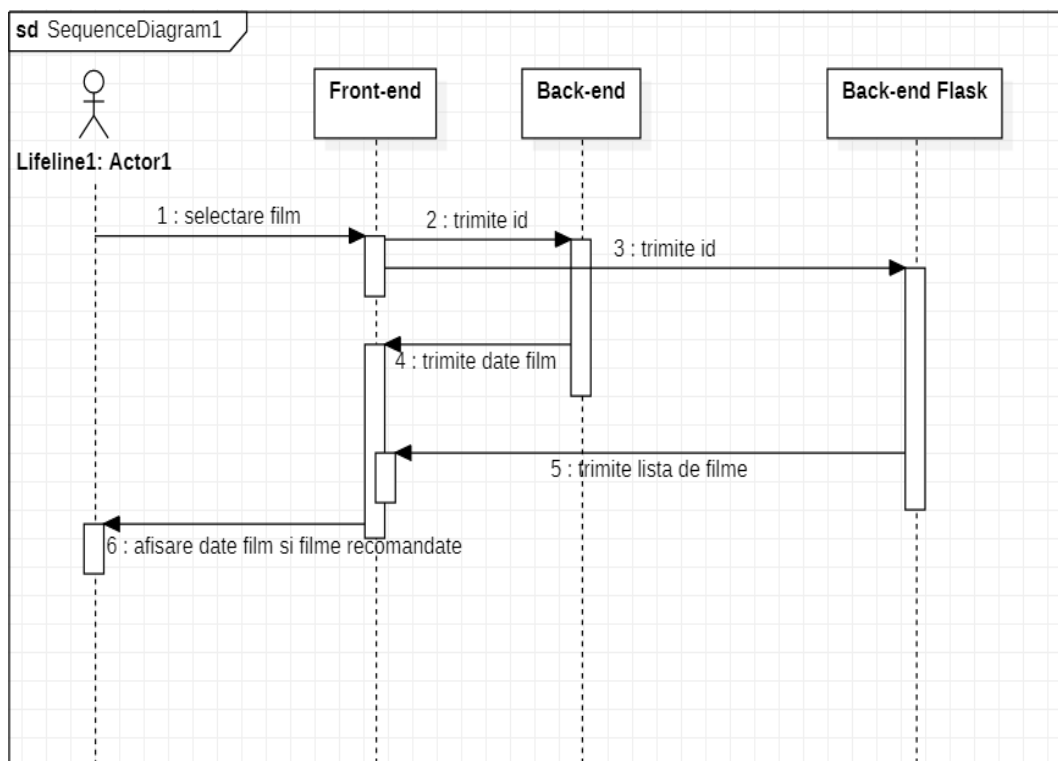 sd SequenceDiagram1
Front-end
Back-end
Back-end Flask
Lifeline1: Actor1
1 : selectare film
2 : trimite id
3 : trimite id
4 : trimite date film
5 : trimite lista de filme
6 : afisare date film si filme recomandate